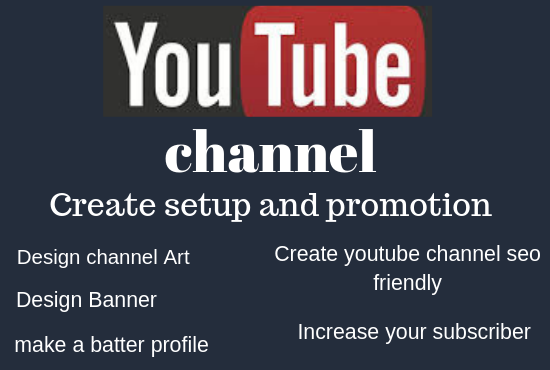 YouTube
channel
Create setup and promotion
Design channel Art
Design Banner
make a batter profile
Create youtube channel seo
friendly
Increase your subscriber